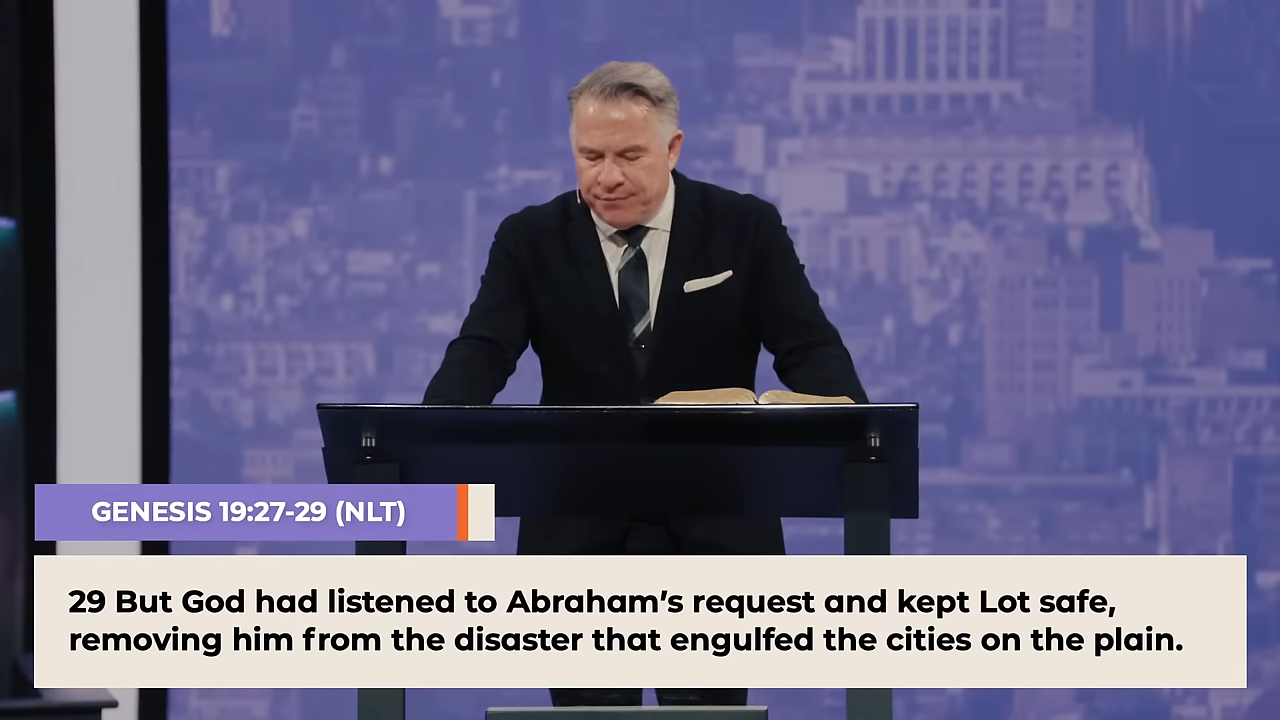 GENESIS 19:27-29 (NLT)
29 But God had listened to Abraham's request and kept Lot safe,
removing him from the disaster that engulfed the cities on the plain.